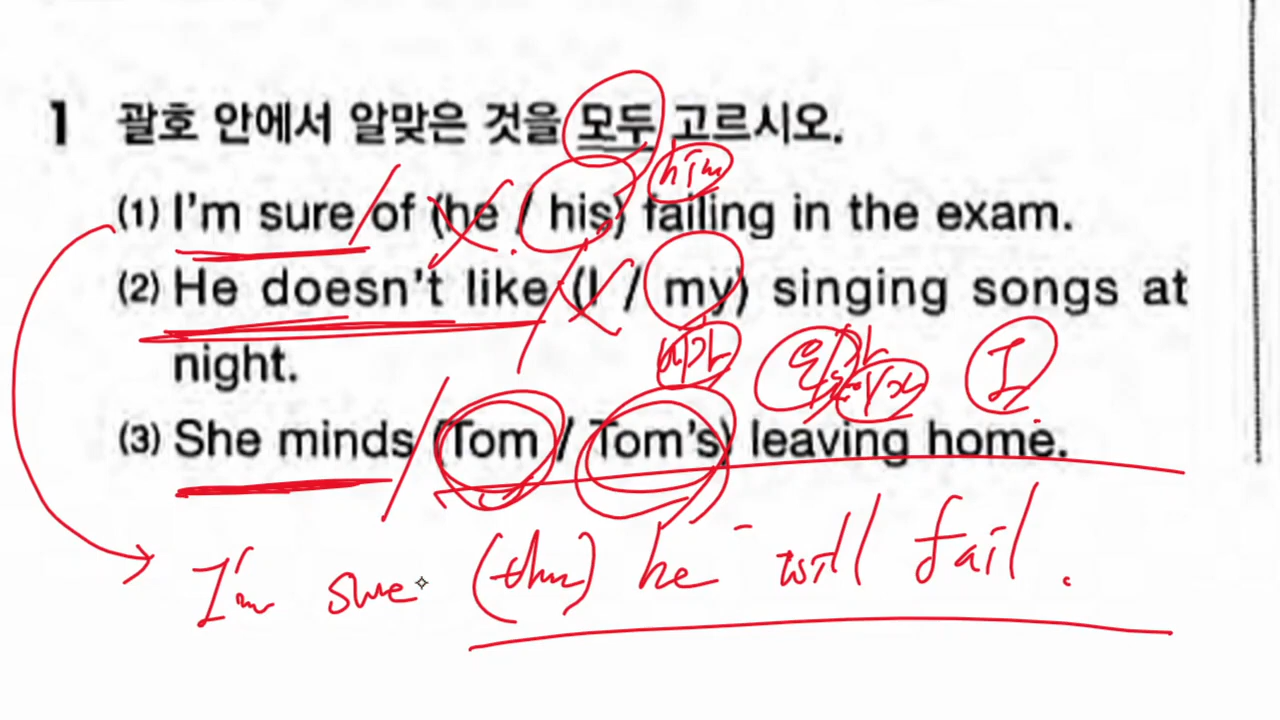 1 괄호 안에서 알맞은 것을 모두 고르시오.
him
(1) I'm sure of (he / his) failing in the exam.
(2) He doesn't like (I / my) singing songs at
night.
(3) She minds (Tom / Tom's) leaving home.
I'm sure (that) he will fail.